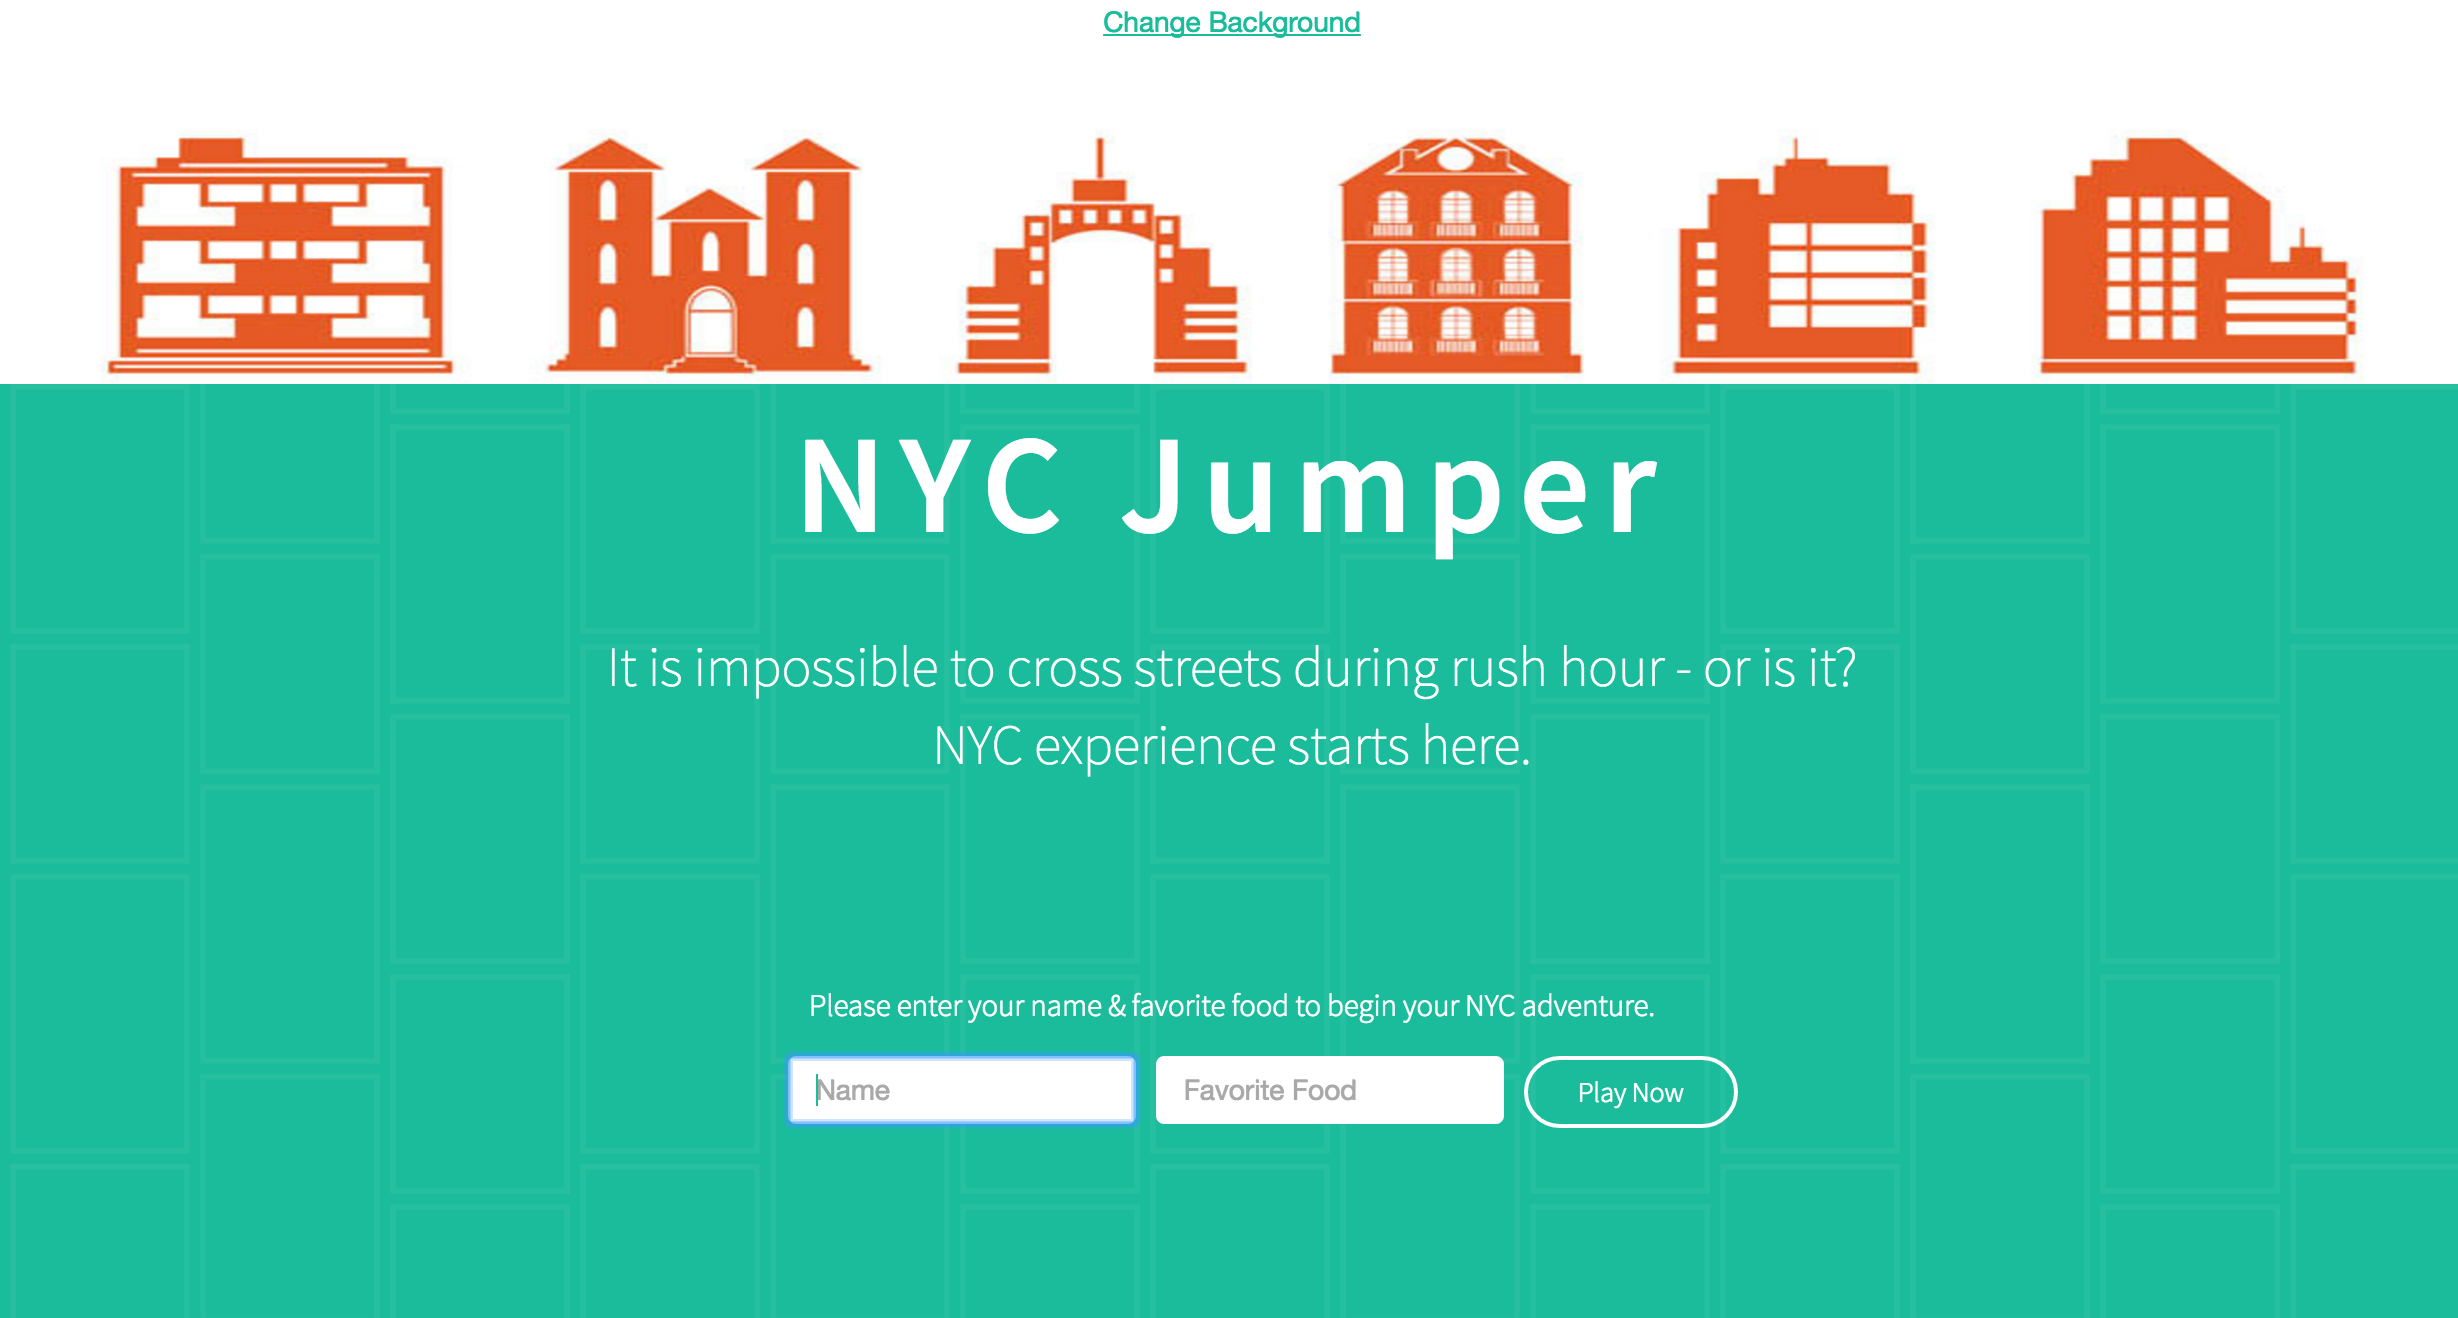 Change Background
NYC Jumper
It is impossible to cross streets during rush hour - or is it?
NYC experience starts here.
Please enter your name & favorite food to begin your NYC adventure.
Name
Favorite Food
Play Now